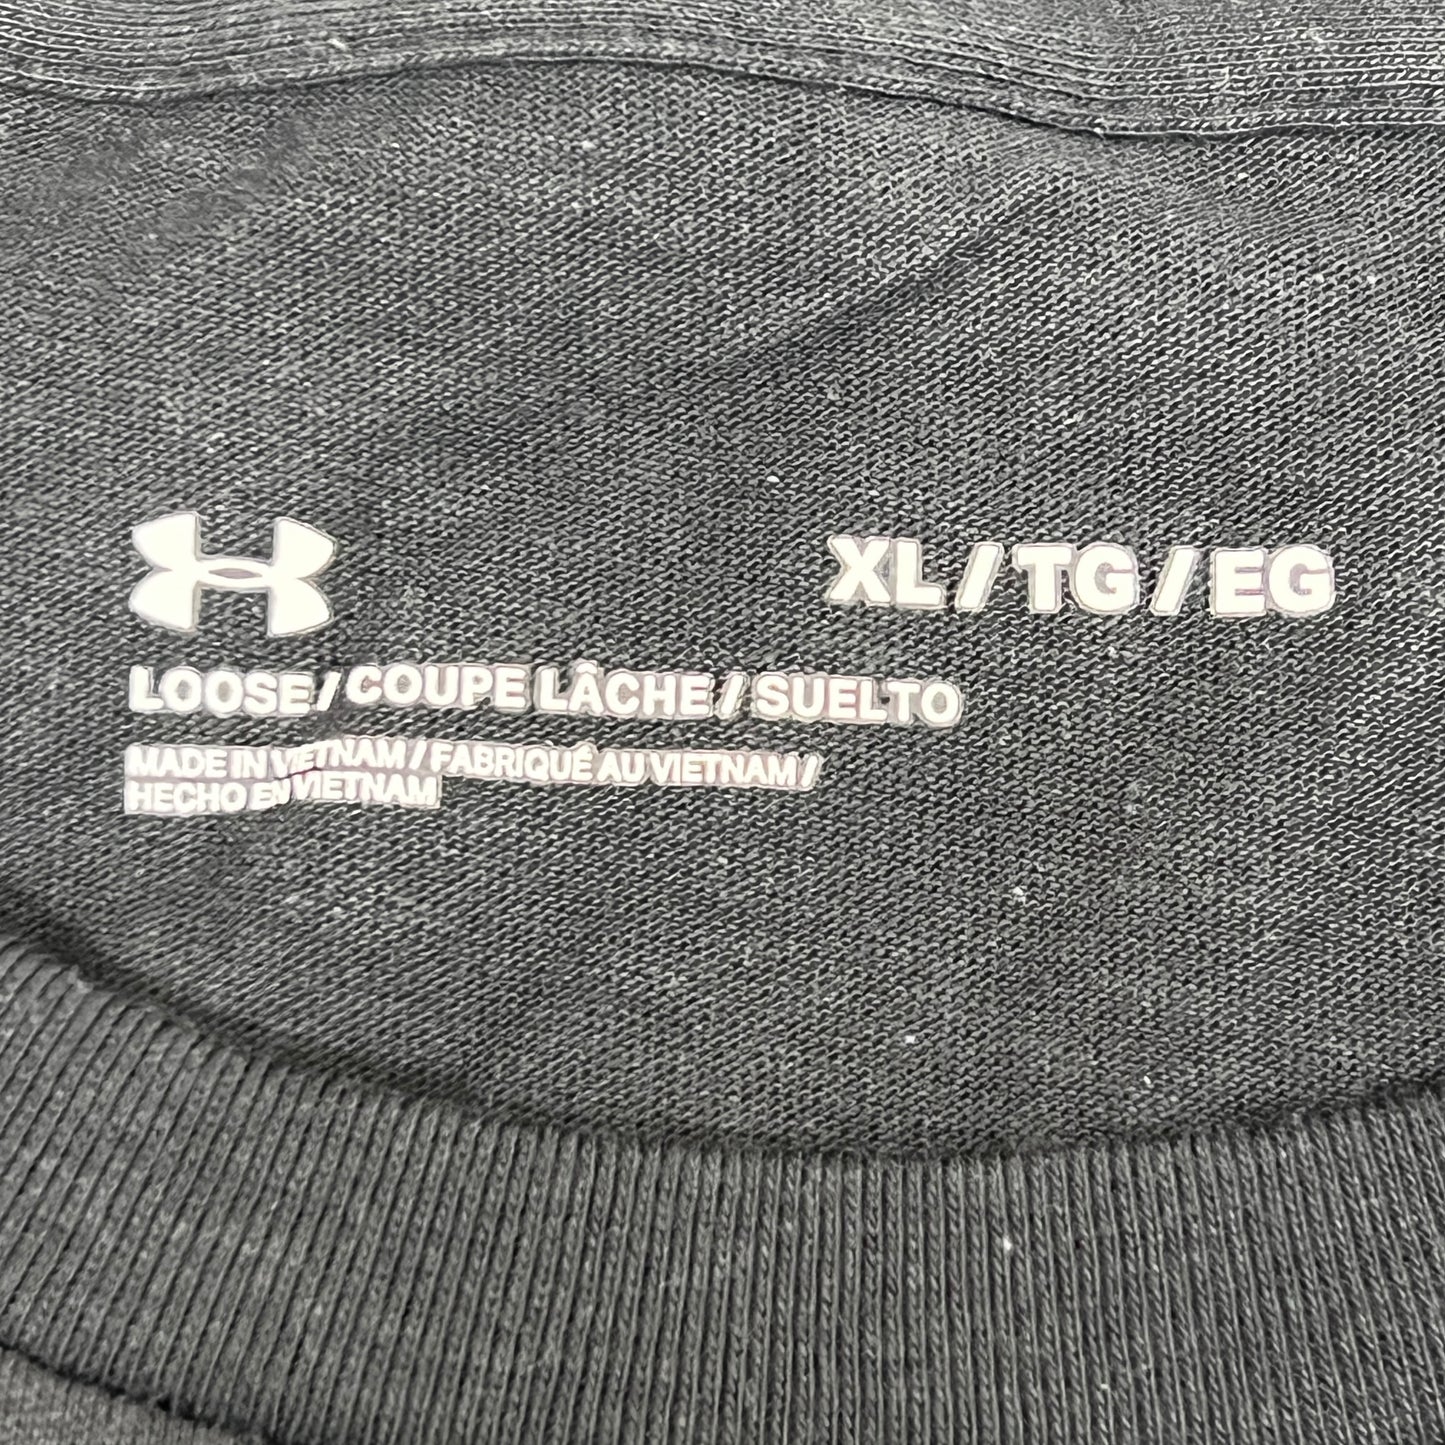 XL/TG/EG
LOOSE/COUPE LÂCHE/SUELTO
MADE IN VIETNAM/FABRIQUÉ AU VIETNAM/
HECHO EN VIETNAM